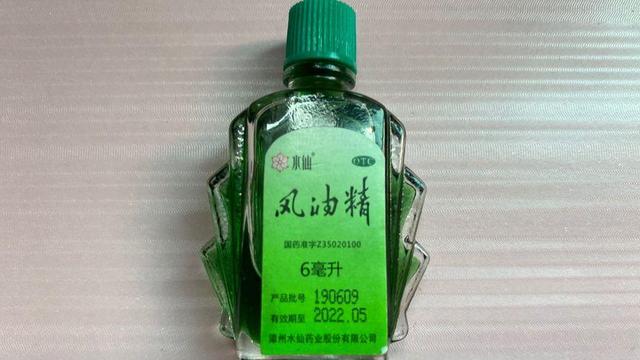 水仙®
OTC
风油精
国药准字Z35020100
6毫升
产品批号 190609
有效期至 2022.05
漳州水仙药业股份有限公司